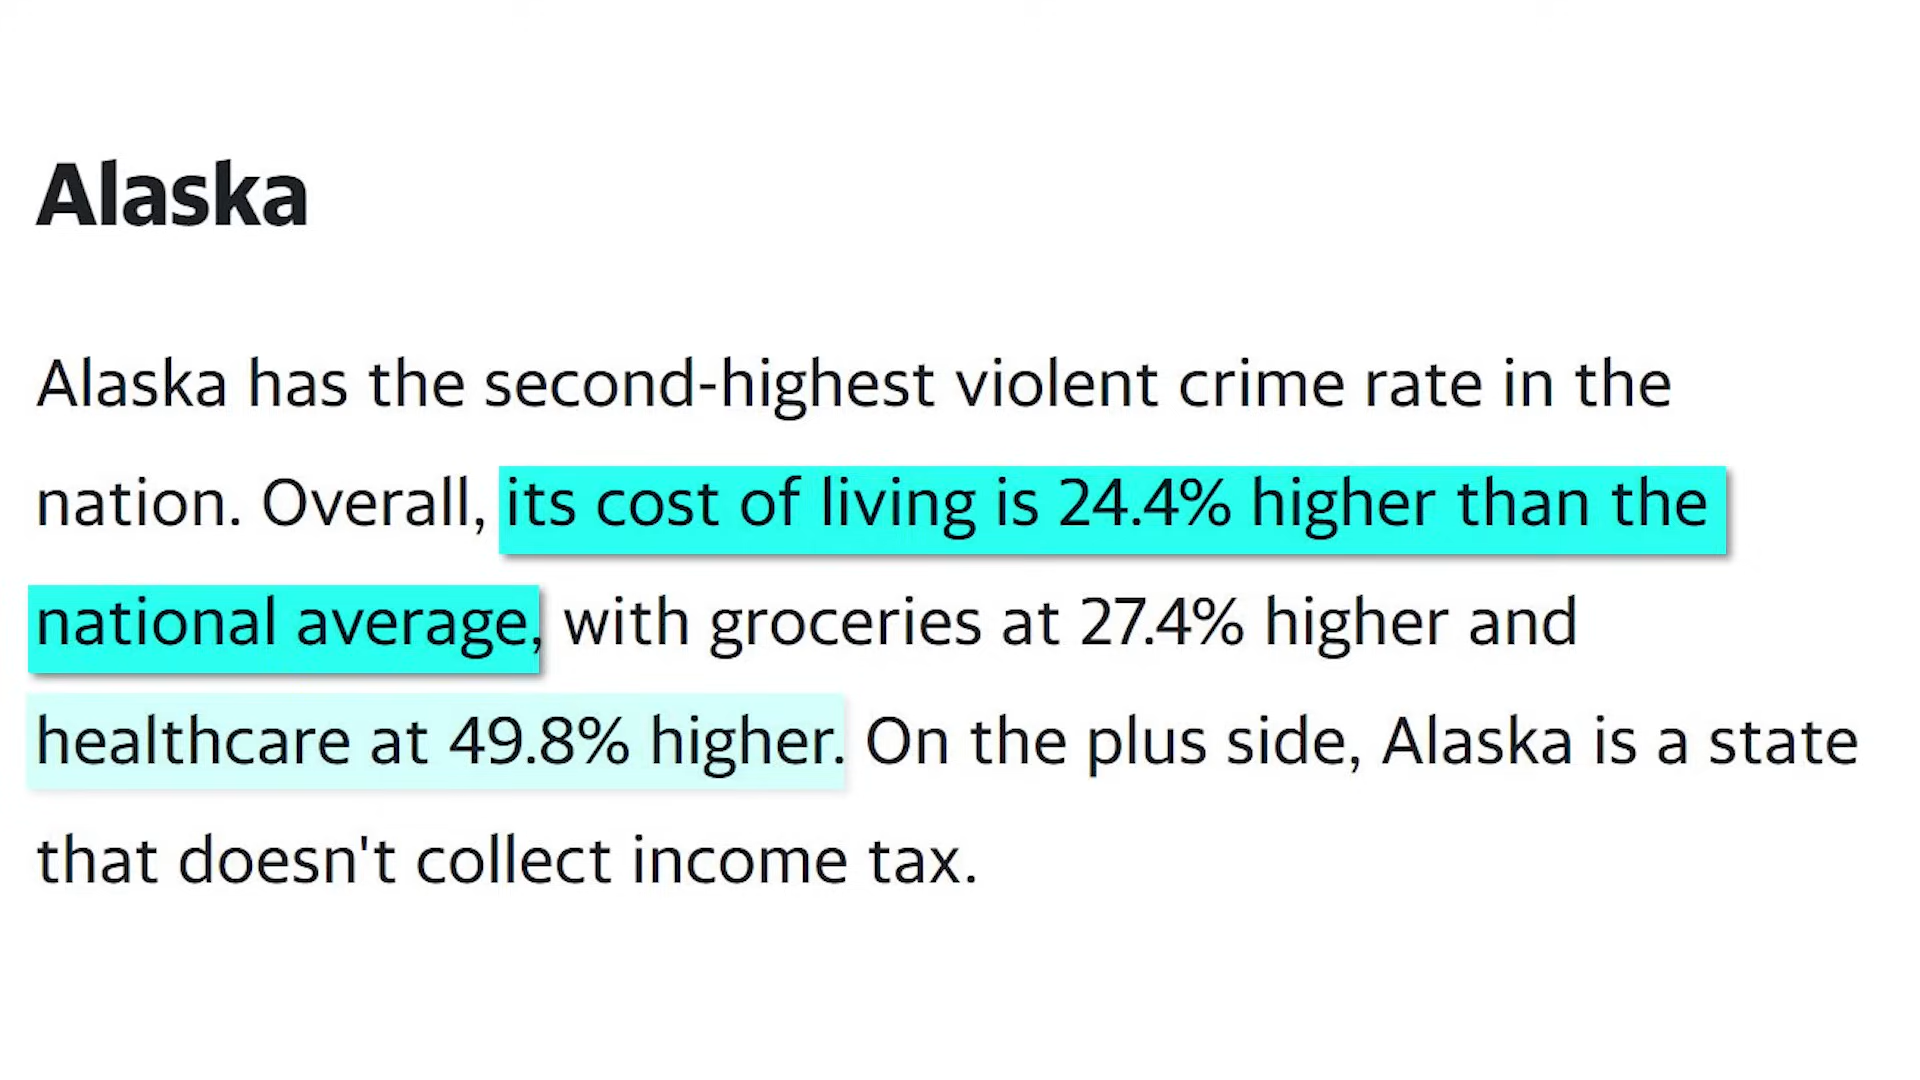 Alaska
Alaska has the second-highest violent crime rate in the
nation. Overall, its cost of living is 24.4% higher than the
national average, with groceries at 27.4% higher and
healthcare at 49.8% higher. On the plus side, Alaska is a state
that doesn't collect income tax.